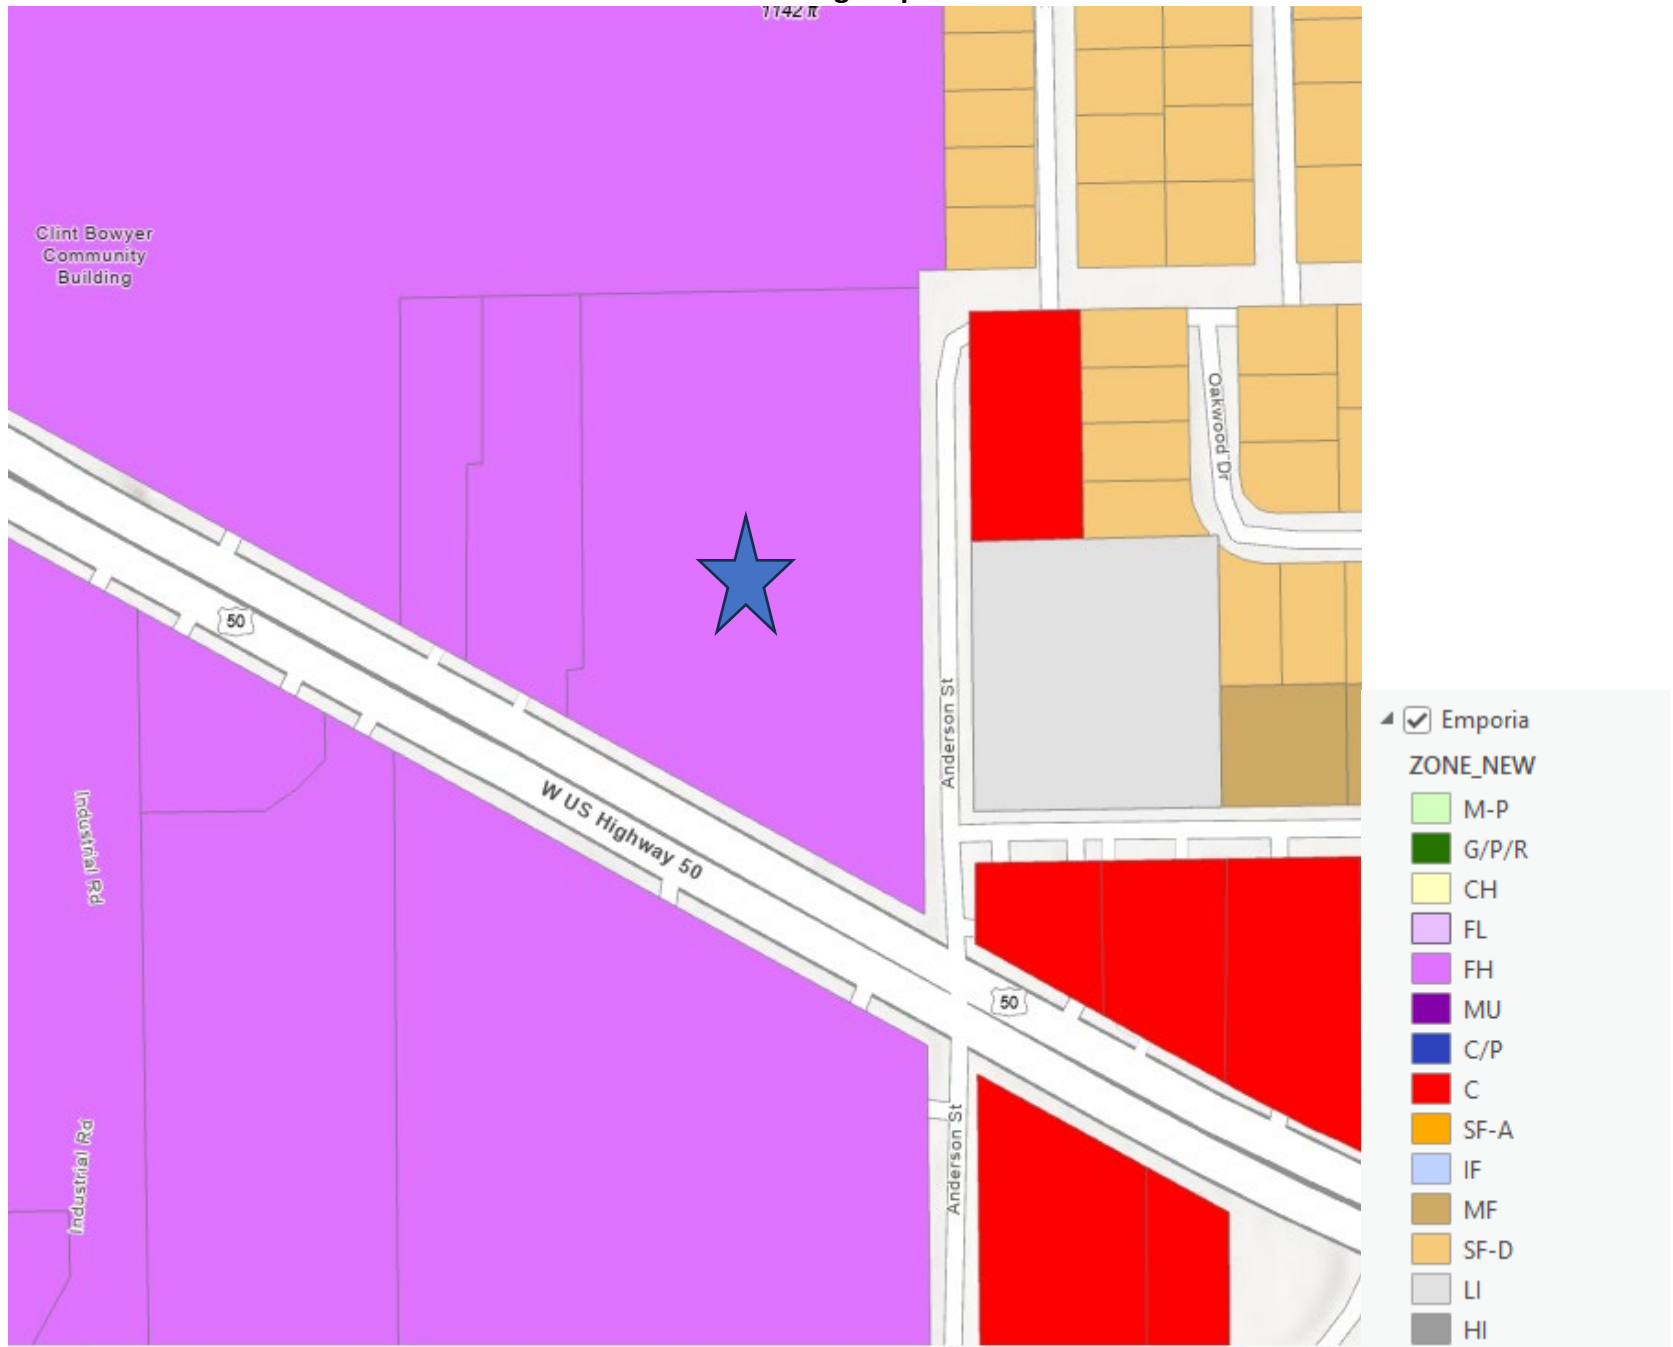 1142 ft
Clint Bowyer
Community
Building
Oakwood Dr
50
Anderson St
W US Highway 50
Industrial Rd
50
Anderson St
Industrial Rd
Emporia
ZONE_NEW
M-P
G/P/R
CH
FL
FH
MU
C/P
C
SF-A
IF
MF
SF-D
LI
HI